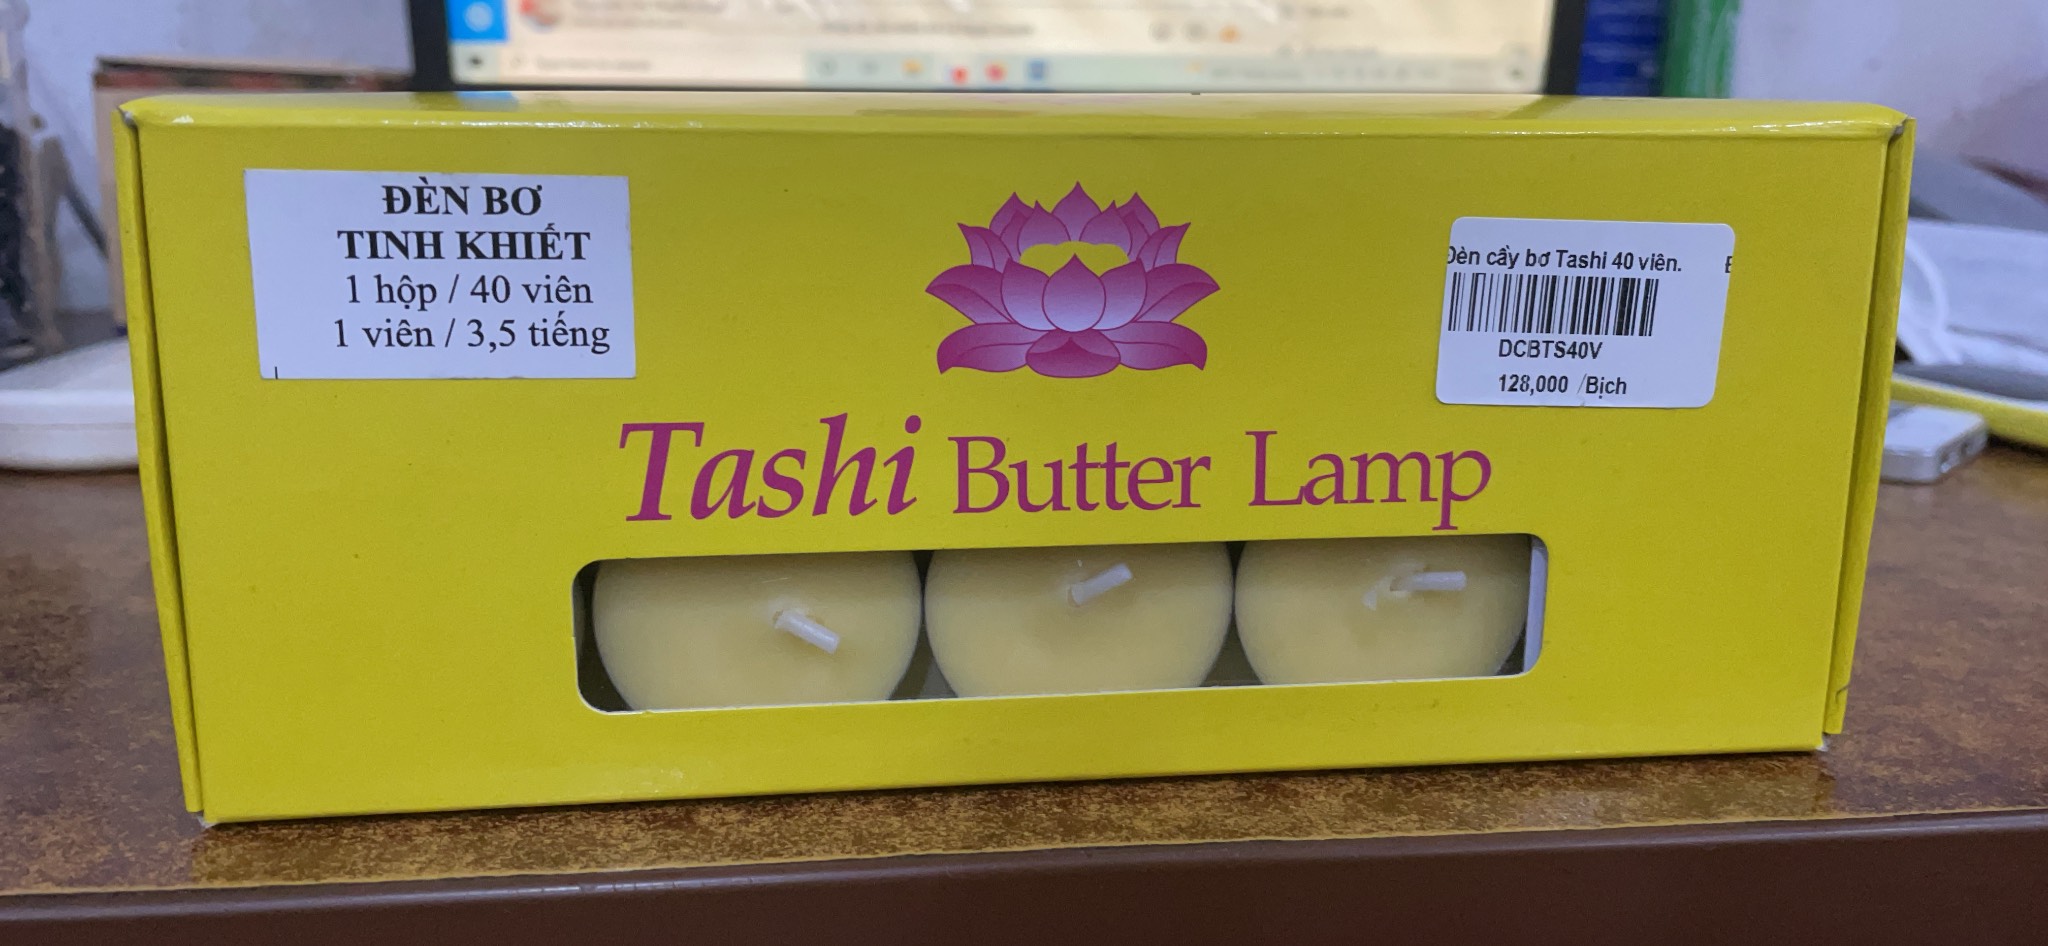 ĐÈN BƠ
TINH KHIẾT
1 hộp / 40 viên
1 viên / 3,5 tiếng
Đèn cầy bơ Tashi 40 viên.
DCBTS40V
128,000 /Bịch
Tashi Butter Lamp